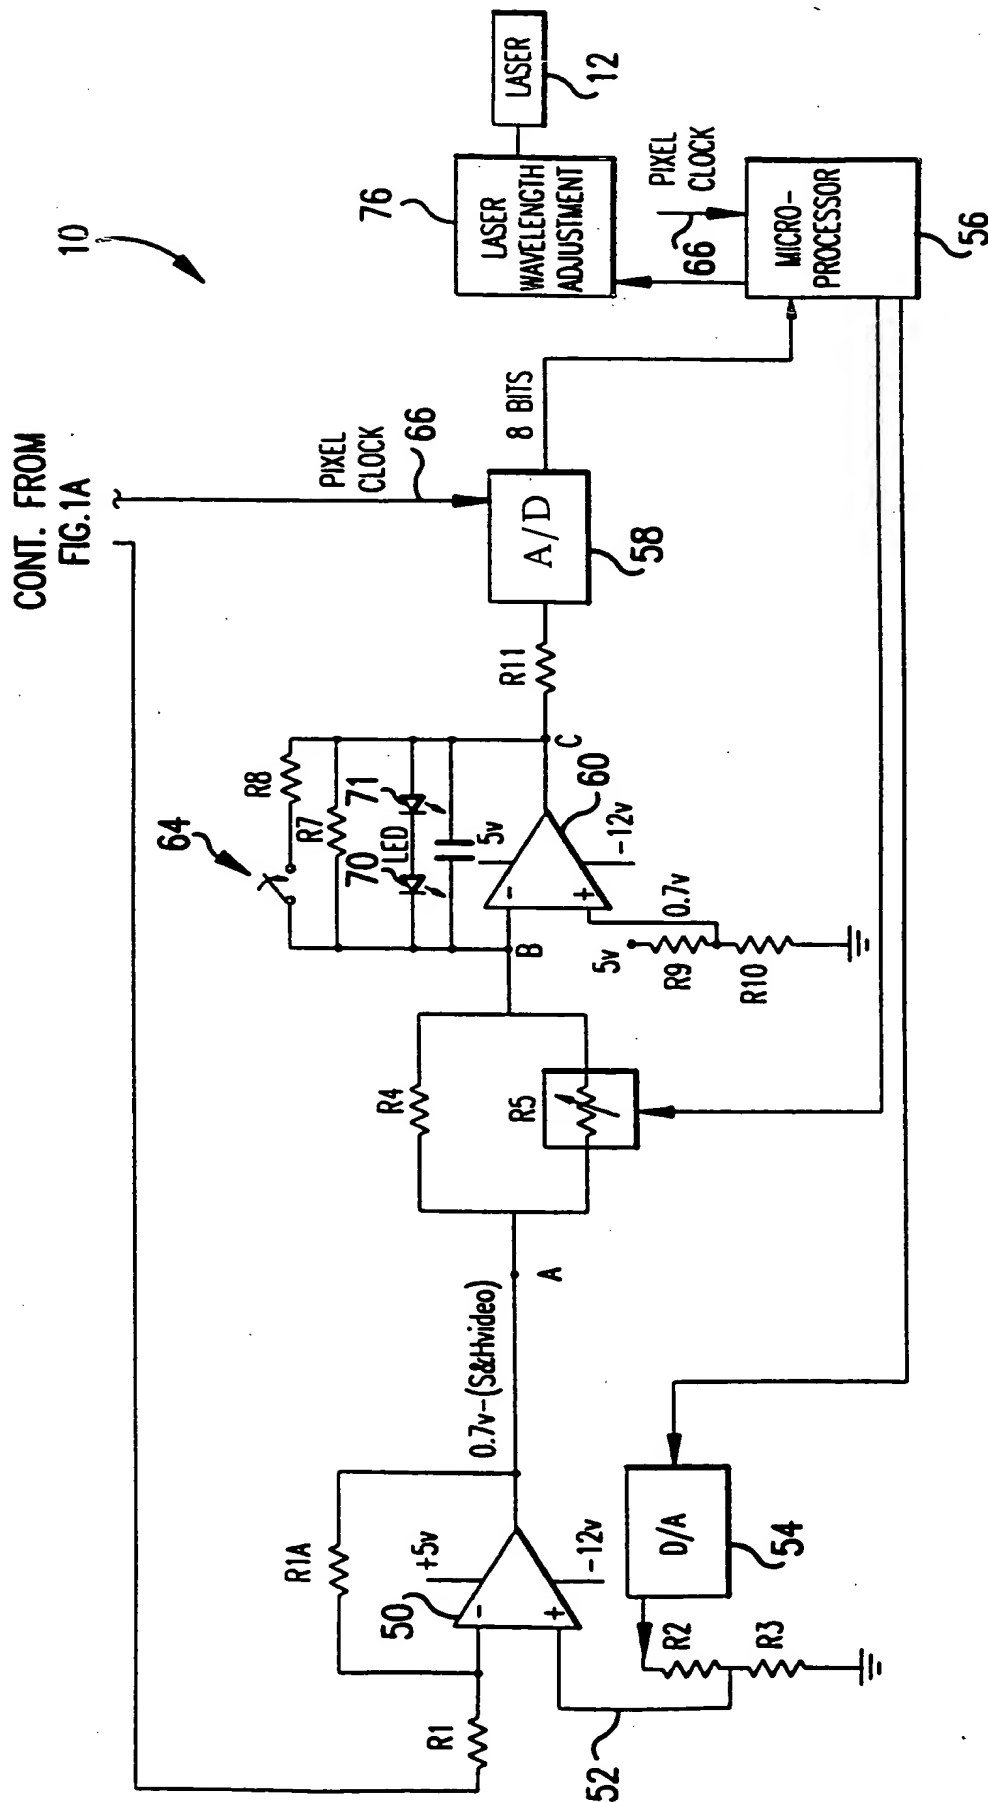 CONT. FROM
FIG.1A
10
R1
R1A
50
-
+
+5v
-12v
52
R2
R3
D/A
54
0.7v-(S&Hvideo)
A
R4
R5
B
64
R8
R7
70
71
LED
5v
-
+
60
-12v
0.7v
5v
R9
R10
C
R11
A/D
58
PIXEL
CLOCK
66
8 BITS
76
LASER
WAVELENGTH
ADJUSTMENT
LASER
12
PIXEL
CLOCK
66
MICRO-
PROCESSOR
56